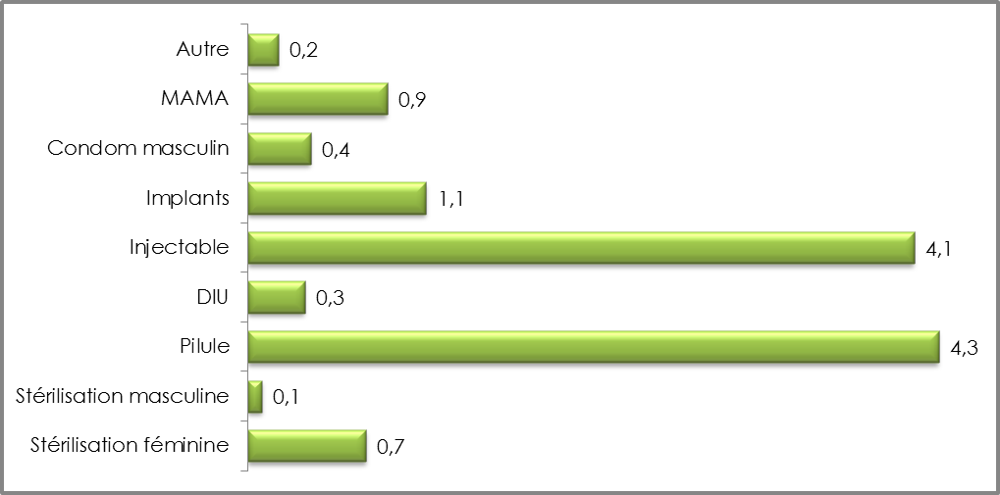 Autre 0,2
MAMA 0,9
Condom masculin 0,4
Implants 1,1
Injectable 4,1
DIU 0,3
Pilule 4,3
Stérilisation masculine 0,1
Stérilisation féminine 0,7